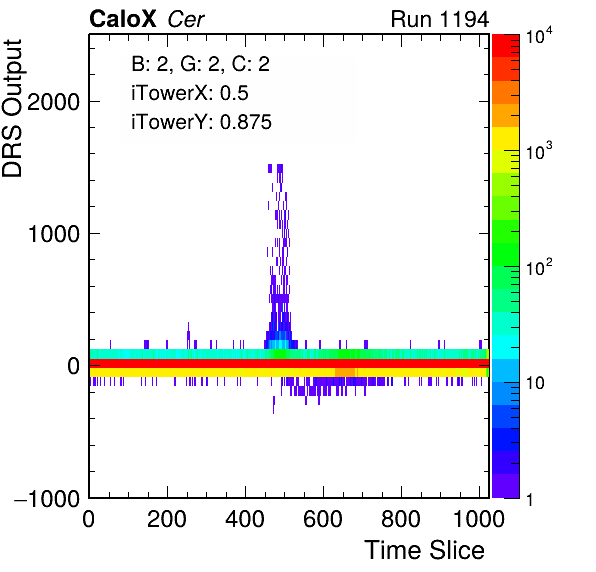 CaloX Cer Run 1194
DRS Output
B: 2, G: 2, C: 2
iTowerX: 0.5
iTowerY: 0.875
2000
1000
0
−1000
0 200 400 600 800 1000
Time Slice
10⁴
10³
10²
10
1